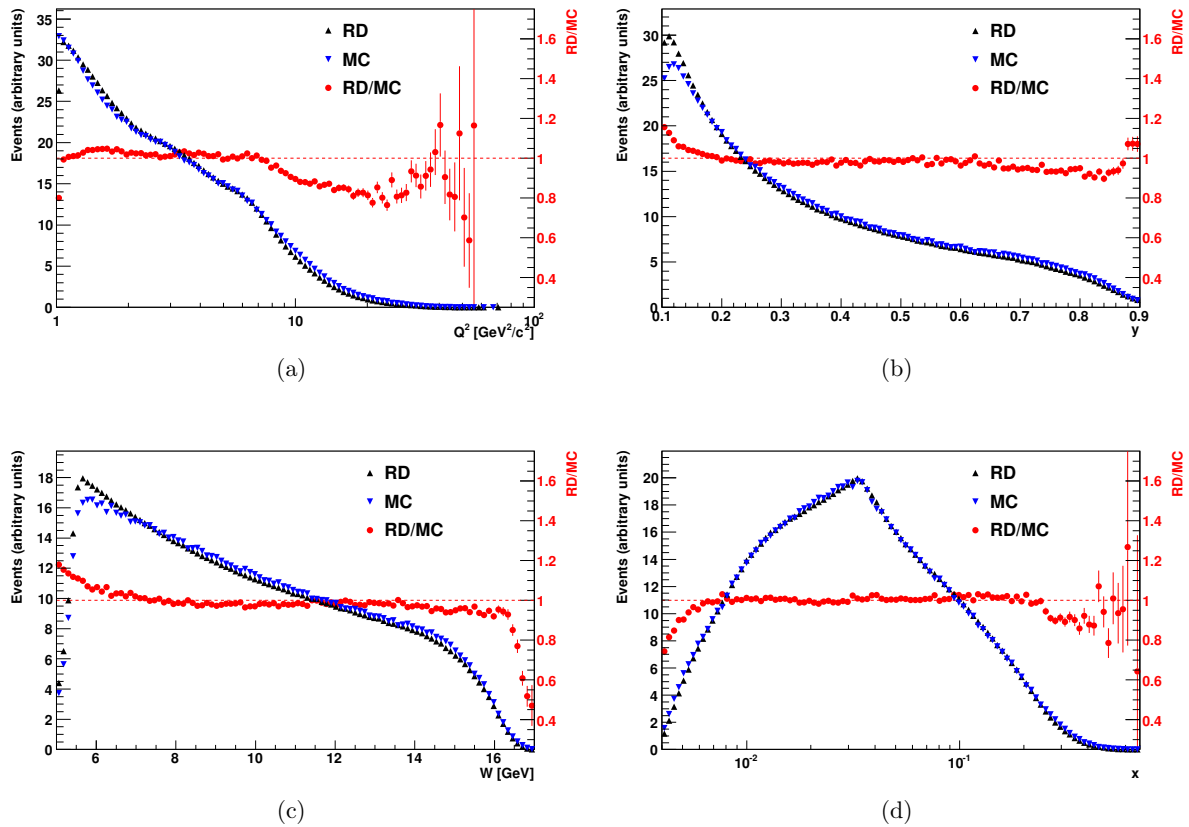 Events (arbitrary units)
35
30
25
20
15
10
5
0
RD
MC
RD/MC
RD/MC
1.6
1.4
1.2
1
0.8
0.6
0.4
1
10
10²
Q² [GeV²/c²]
(a)
Events (arbitrary units)
30
25
20
15
10
5
0
RD
MC
RD/MC
RD/MC
1.6
1.4
1.2
1
0.8
0.6
0.4
0.1 0.2 0.3 0.4 0.5 0.6 0.7 0.8 0.9
y
(b)
Events (arbitrary units)
18
16
14
12
10
8
6
4
2
0
RD
MC
RD/MC
RD/MC
1.6
1.4
1.2
1
0.8
0.6
0.4
6 8 10 12 14 16
W [GeV]
(c)
Events (arbitrary units)
20
18
16
14
12
10
8
6
4
2
0
RD
MC
RD/MC
RD/MC
1.6
1.4
1.2
1
0.8
0.6
0.4
10⁻² 10⁻¹
x
(d)